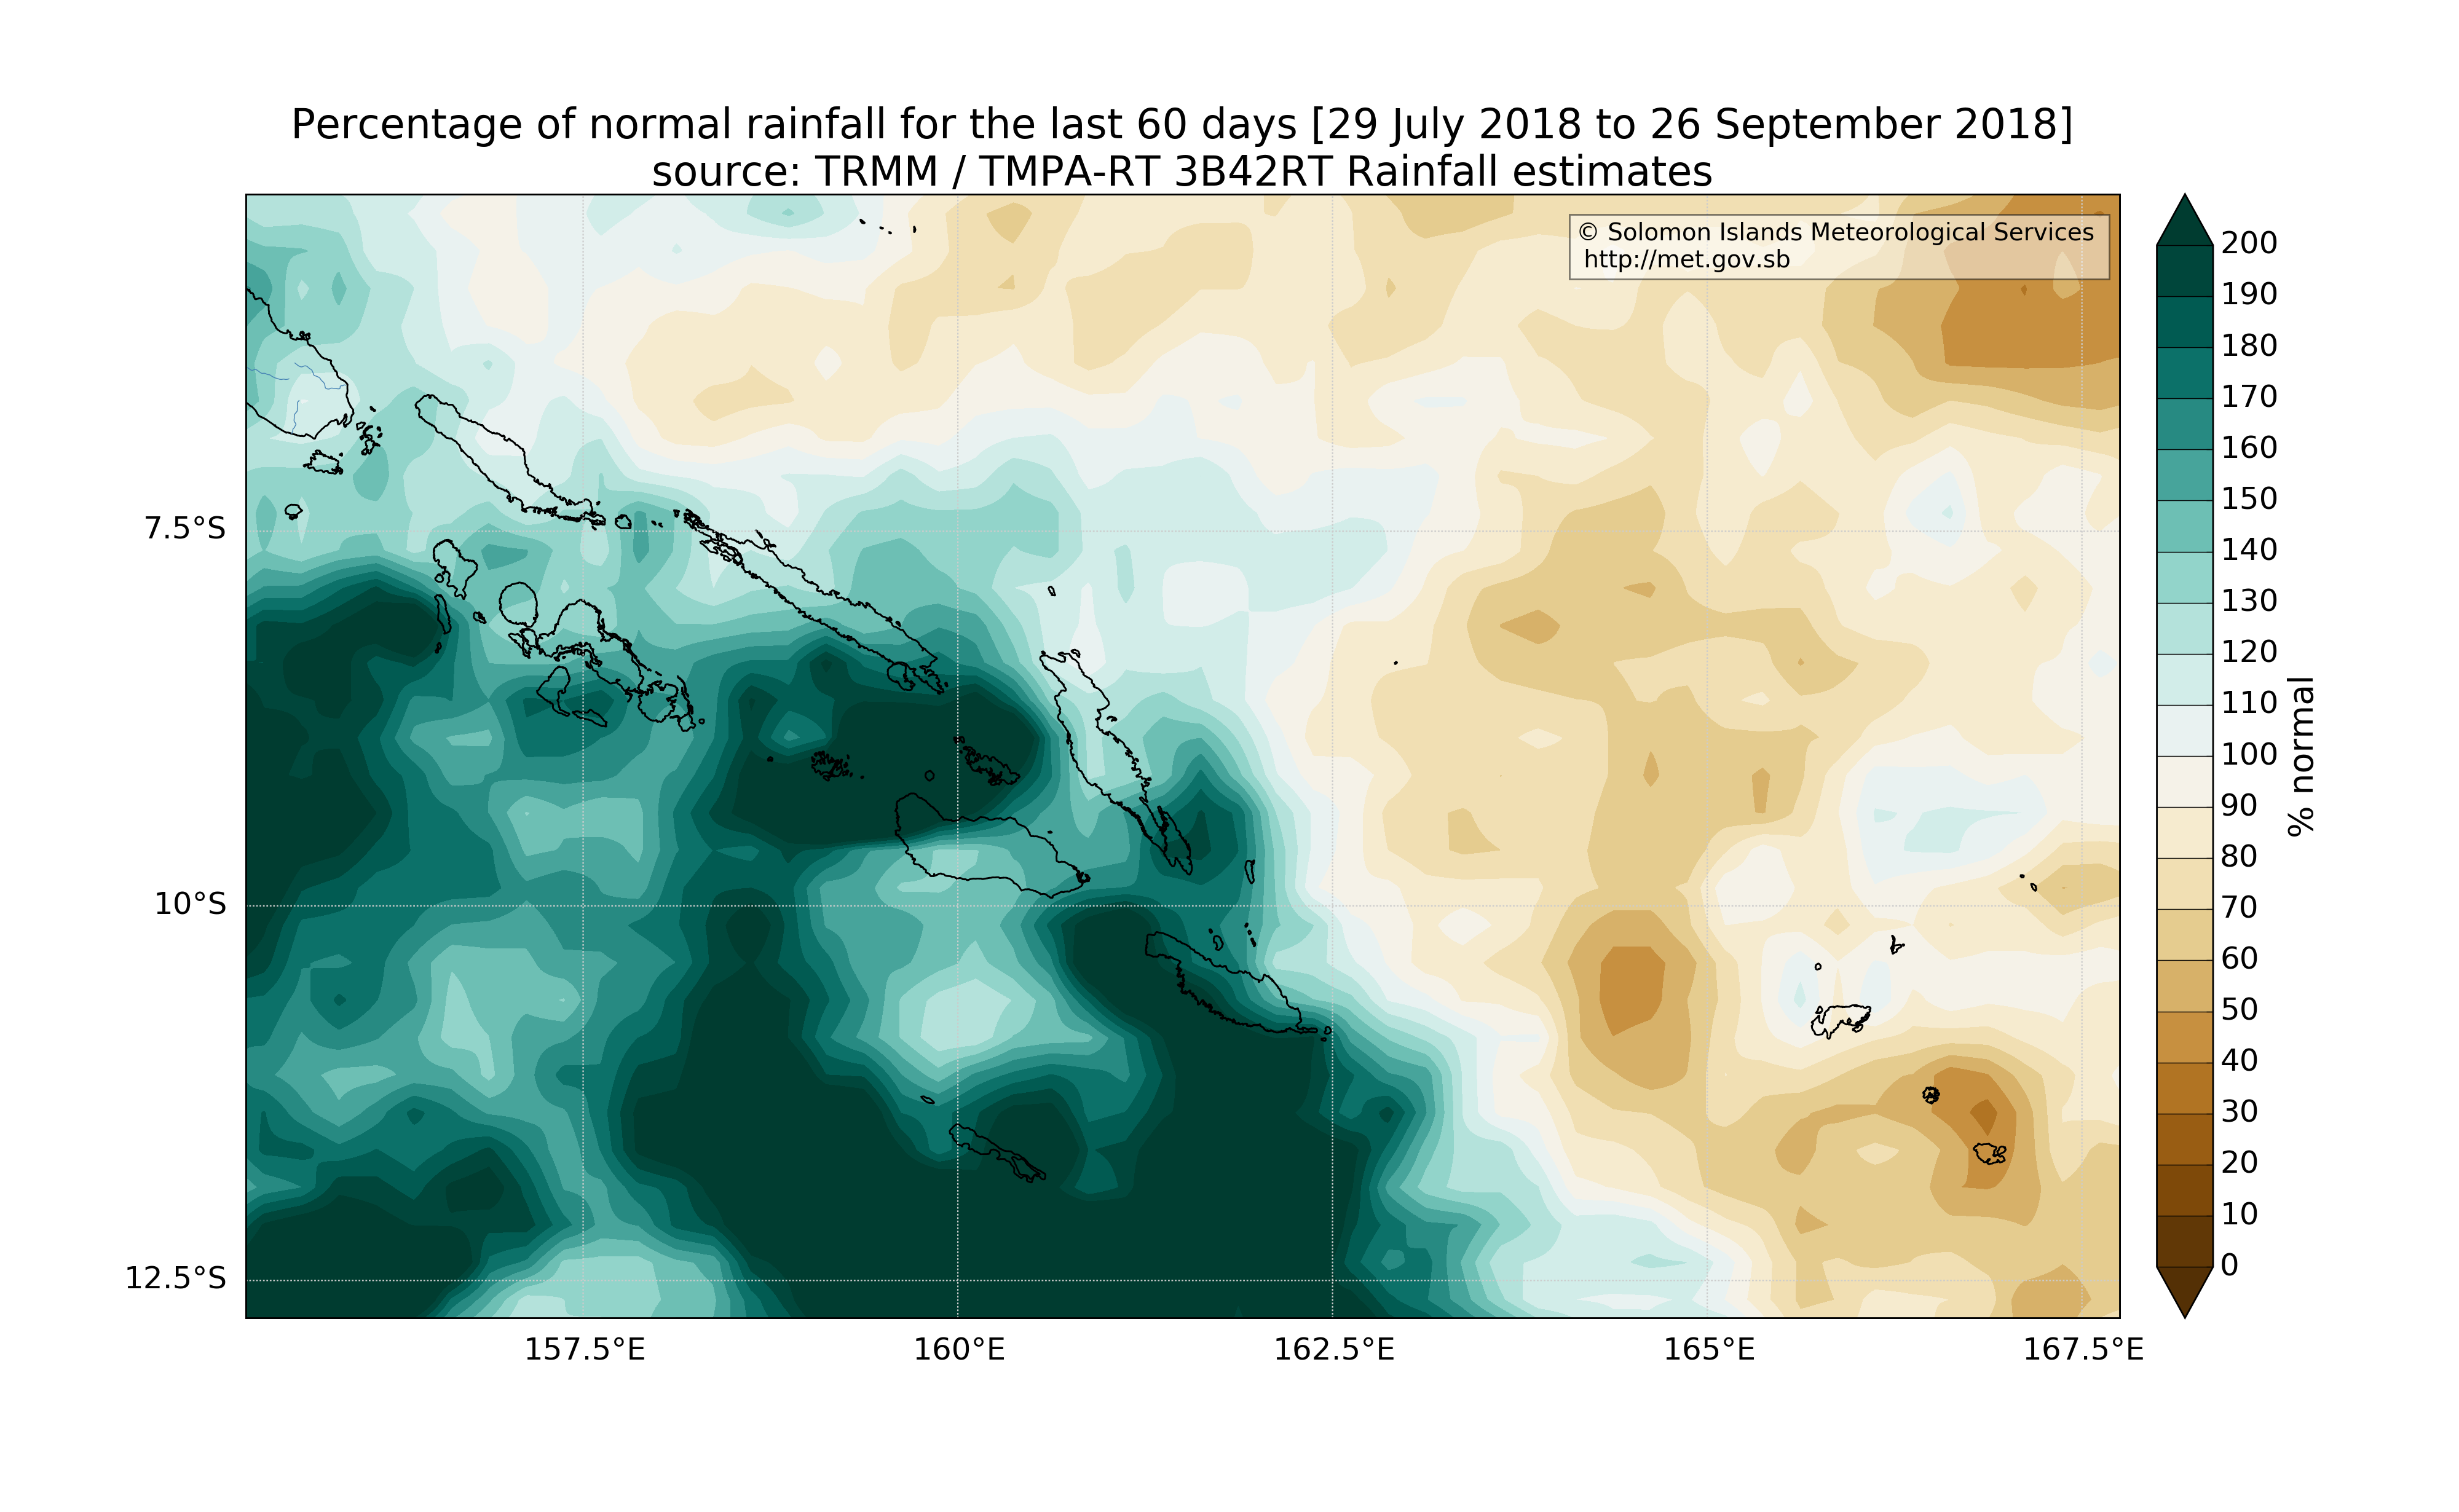 Percentage of normal rainfall for the last 60 days [29 July 2018 to 26 September 2018]
source: TRMM / TMPA-RT 3B42RT Rainfall estimates
© Solomon Islands Meteorological Services
http://met.gov.sb
7.5°S
10°S
12.5°S
157.5°E
160°E
162.5°E
165°E
167.5°E
200
190
180
170
160
150
140
130
120
110
100
90
80
70
60
50
40
30
20
10
0
% normal